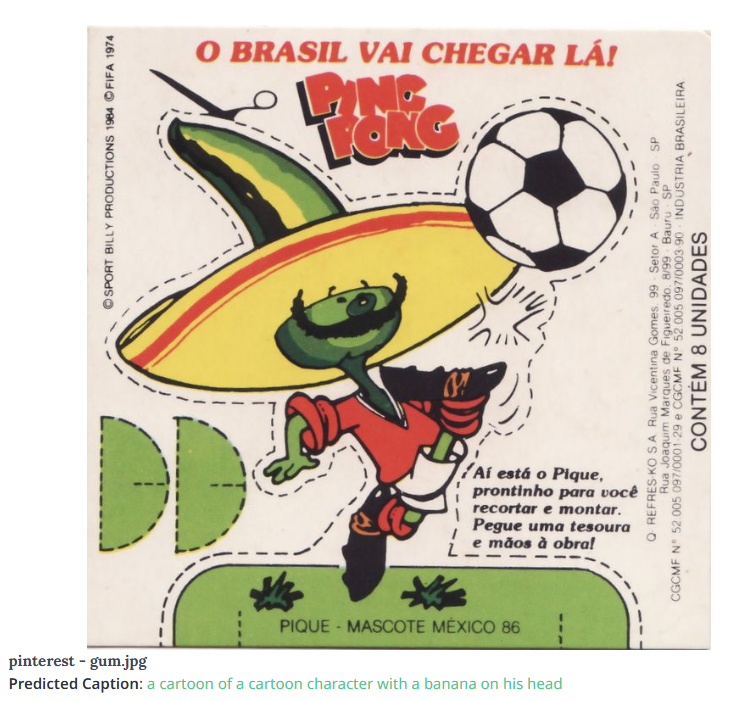 O BRASIL VAI CHEGAR LÁ!
PING
PONG
© SPORT BILLY PRODUCTIONS 1984 © FIFA 1974
Aí está o Pique,
prontinho para você
recortar e montar.
Pegue uma tesoura
e mãos à obra!
PIQUE - MASCOTE MÉXICO 86
Q. REFRES-KO S.A. Rua Vicentina Gomes 99 · Setor A · São Paulo · SP
Rua Joaquim Marques de Figueiredo, 8/99 · Bauru · SP
CGCMF Nº 52 005 097/0001-29 e CGCMF Nº 52 005 097/0003-90 · INDUSTRIA BRASILEIRA
CONTÉM 8 UNIDADES
pinterest - gum.jpg
Predicted Caption: a cartoon of a cartoon character with a banana on his head